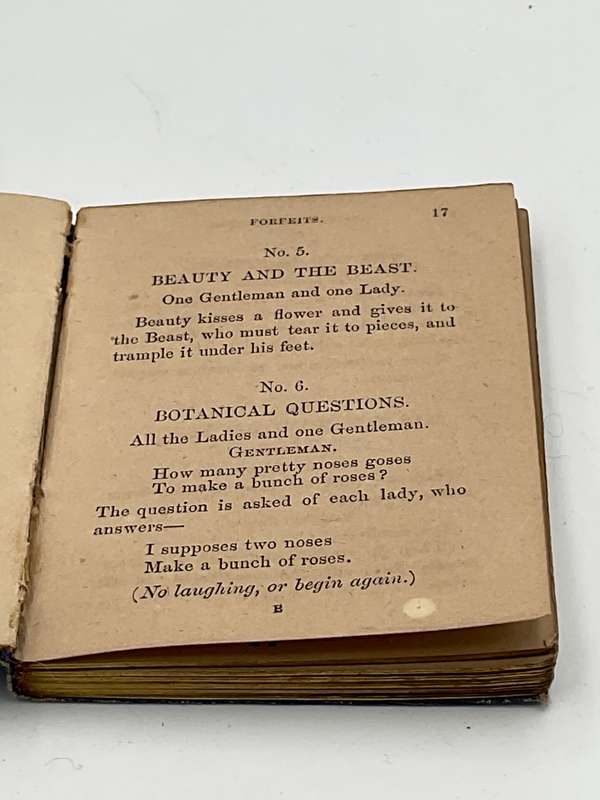 FORFEITS. 17
No. 5.
BEAUTY AND THE BEAST.
One Gentleman and one Lady.
Beauty kisses a flower and gives it to
the Beast, who must tear it to pieces, and
trample it under his feet.
No. 6.
BOTANICAL QUESTIONS.
All the Ladies and one Gentleman.
GENTLEMAN.
How many pretty noses goses
To make a bunch of roses?
The question is asked of each lady, who
answers—
I supposes two noses
Make a bunch of roses.
(No laughing, or begin again.)
B